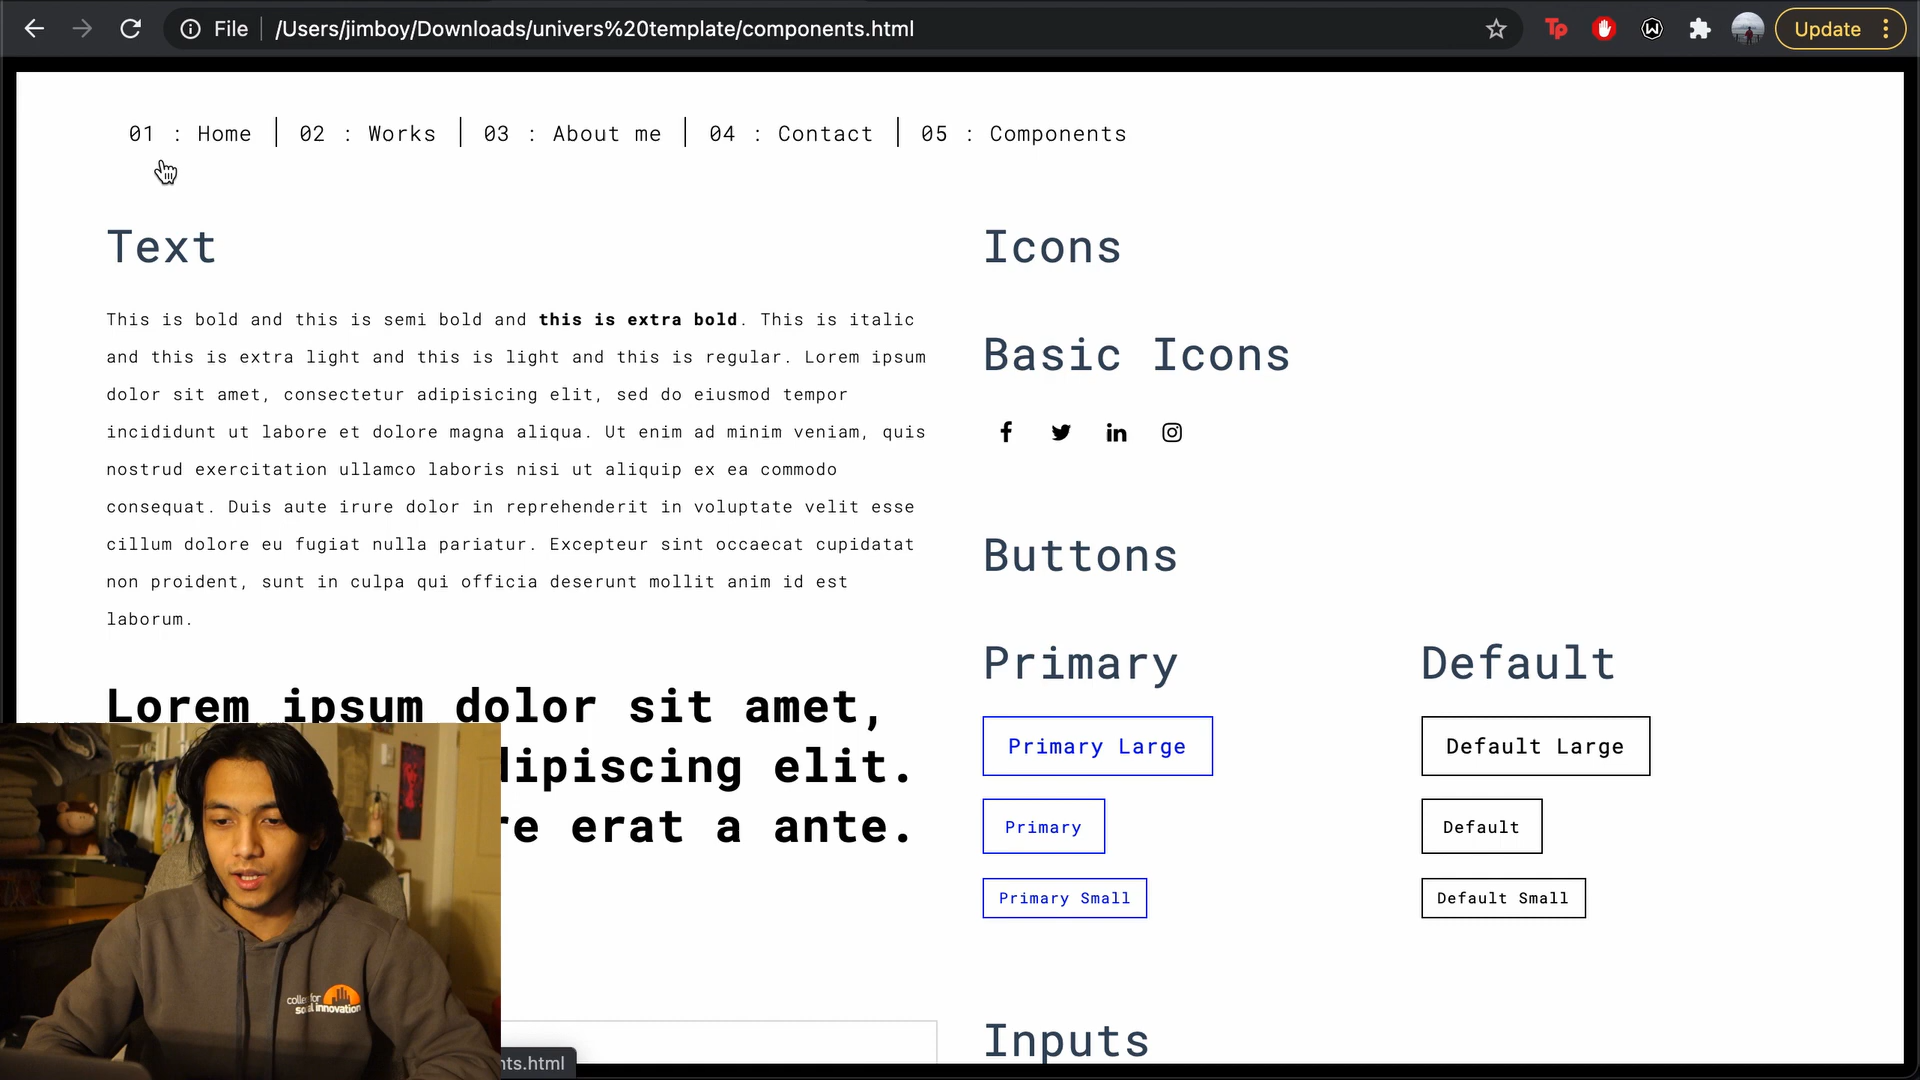 File
/Users/jimboy/Downloads/univers%20template/components.html
Tp
Update
01 : Home
02 : Works
03 : About me
04 : Contact
05 : Components
Text
This is bold and this is semi bold and this is extra bold. This is italic
and this is extra light and this is light and this is regular. Lorem ipsum
dolor sit amet, consectetur adipisicing elit, sed do eiusmod tempor
incididunt ut labore et dolore magna aliqua. Ut enim ad minim veniam, quis
nostrud exercitation ullamco laboris nisi ut aliquip ex ea commodo
consequat. Duis aute irure dolor in reprehenderit in voluptate velit esse
cillum dolore eu fugiat nulla pariatur. Excepteur sint occaecat cupidatat
non proident, sunt in culpa qui officia deserunt mollit anim id est
laborum.
Lorem ipsum dolor sit amet,
dipiscing elit.
re erat a ante.
Icons
Basic Icons
f
in
Buttons
Primary
Primary Large
Primary
Primary Small
Default
Default Large
Default
Default Small
Inputs
nts.html
innovation